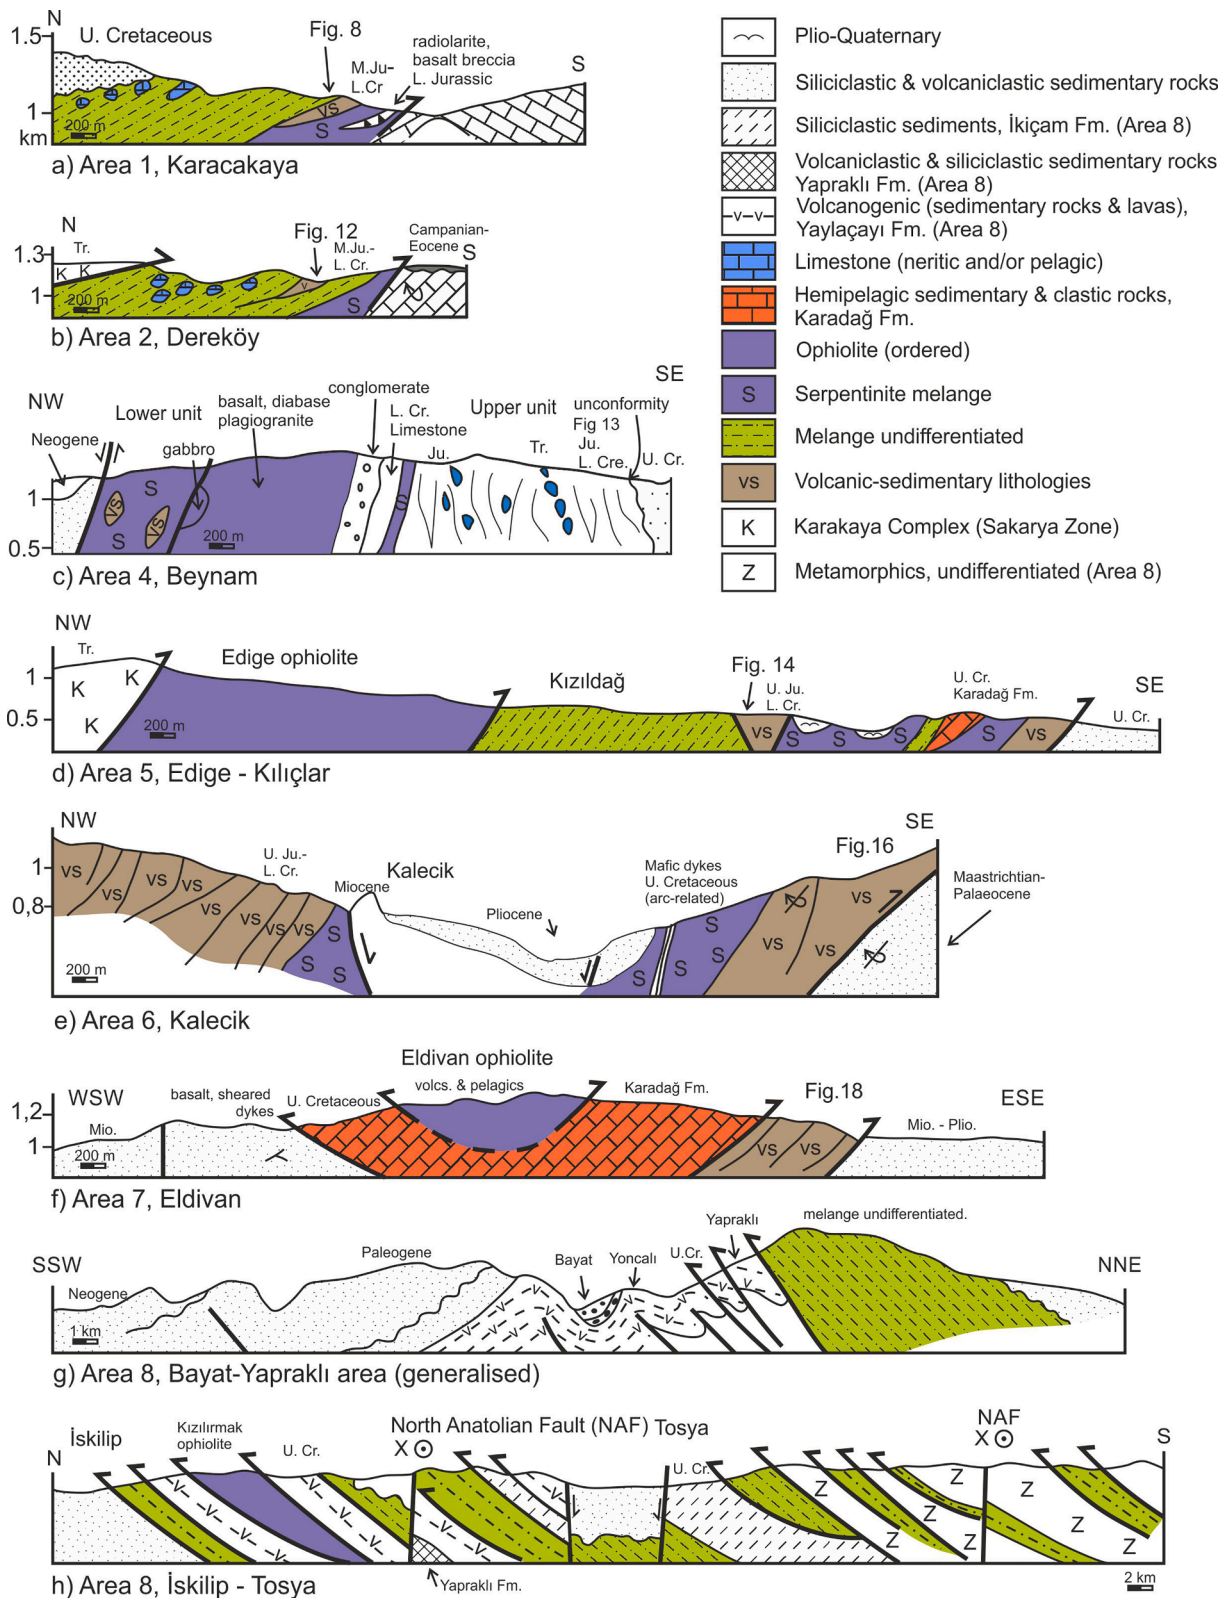 N
1.5
U. Cretaceous
Fig. 8
M.Ju-
L.Cr
radiolarite,
basalt breccia
L. Jurassic
S
1
km
200 m
vs
S
a) Area 1, Karacakaya
N
1.3
Tr.
K K
Fig. 12
M.Ju.-
L. Cr.
Campanian-
Eocene
S
1
200 m
v
S
b) Area 2, Dereköy
NW
SE
Neogene
Lower unit
gabbro
basalt, diabase
plagiogranite
conglomerate
L. Cr.
Limestone
Ju.
Upper unit
Tr.
unconformity
Fig 13
Ju.
L. Cre.
U. Cr.
1
0.5
S
VS
VS
S
S
200 m
c) Area 4, Beynam
Plio-Quaternary
Siliciclastic & volcaniclastic sedimentary rocks
Siliciclastic sediments, İkiçam Fm. (Area 8)
Volcaniclastic & siliciclastic sedimentary rocks
Yapraklı Fm. (Area 8)
v v
Volcanogenic (sedimentary rocks & lavas),
Yaylaçayı Fm. (Area 8)
Limestone (neritic and/or pelagic)
Hemipelagic sedimentary & clastic rocks,
Karadağ Fm.
Ophiolite (ordered)
S
Serpentinite melange
Melange undifferentiated
vs
Volcanic-sedimentary lithologies
K
Karakaya Complex (Sakarya Zone)
Z
Metamorphics, undifferentiated (Area 8)
NW
SE
Tr.
K K
K
1
0.5
200 m
Edige ophiolite
Kızıldağ
Fig. 14
U. Ju.
L. Cr.
U. Cr.
Karadağ Fm.
U. Cr.
vs
S S S
S
vs
d) Area 5, Edige - Kılıçlar
NW
SE
1
0,8
200 m
vs vs vs vs vs vs vs vs
S
S S
U. Ju.-
L. Cr.
Miocene
Kalecik
Pliocene
Mafic dykes
U. Cretaceous
(arc-related)
Fig.16
Maastrichtian-
Palaeocene
S S S S
vs vs vs
e) Area 6, Kalecik
WSW
ESE
1,2
1
Mio.
200 m
basalt, sheared
dykes
U. Cretaceous
Eldivan ophiolite
volcs. & pelagics
Karadağ Fm.
Fig.18
Mio. - Plio.
vs vs vs
f) Area 7, Eldivan
SSW
NNE
Neogene
1 km
Paleogene
Bayat
Yoncalı
U.Cr.
Yapraklı
melange undifferentiated.
g) Area 8, Bayat-Yapraklı area (generalised)
N
S
İskilip
Kızılırmak
ophiolite
U. Cr.
North Anatolian Fault (NAF)
X
Tosya
U. Cr.
NAF
X
Z Z Z Z Z Z Z
Yapraklı Fm.
2 km
h) Area 8, İskilip - Tosya